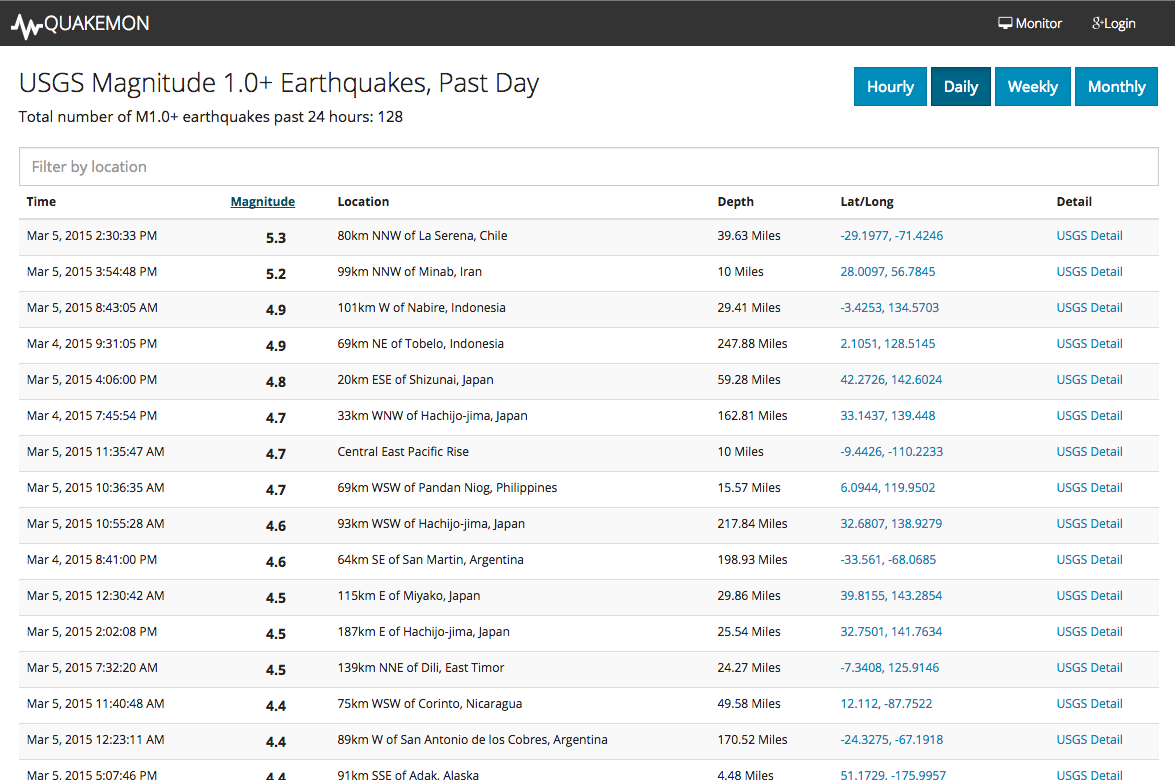 QUAKEMON Monitor Login
USGS Magnitude 1.0+ Earthquakes, Past Day Hourly Daily Weekly Monthly
Total number of M1.0+ earthquakes past 24 hours: 128
Filter by location
Time Magnitude Location Depth Lat/Long Detail
Mar 5, 2015 2:30:33 PM 5.3 80km NNW of La Serena, Chile 39.63 Miles -29.1977, -71.4246 USGS Detail
Mar 5, 2015 3:54:48 PM 5.2 99km NNW of Minab, Iran 10 Miles 28.0097, 56.7845 USGS Detail
Mar 5, 2015 8:43:05 AM 4.9 101km W of Nabire, Indonesia 29.41 Miles -3.4253, 134.5703 USGS Detail
Mar 4, 2015 9:31:05 PM 4.9 69km NE of Tobelo, Indonesia 247.88 Miles 2.1051, 128.5145 USGS Detail
Mar 5, 2015 4:06:00 PM 4.8 20km ESE of Shizunai, Japan 59.28 Miles 42.2726, 142.6024 USGS Detail
Mar 4, 2015 7:45:54 PM 4.7 33km WNW of Hachijo-jima, Japan 162.81 Miles 33.1437, 139.448 USGS Detail
Mar 5, 2015 11:35:47 AM 4.7 Central East Pacific Rise 10 Miles -9.4426, -110.2233 USGS Detail
Mar 5, 2015 10:36:35 AM 4.7 69km WSW of Pandan Niog, Philippines 15.57 Miles 6.0944, 119.9502 USGS Detail
Mar 5, 2015 10:55:28 AM 4.6 93km WSW of Hachijo-jima, Japan 217.84 Miles 32.6807, 138.9279 USGS Detail
Mar 4, 2015 8:41:00 PM 4.6 64km SE of San Martin, Argentina 198.93 Miles -33.561, -68.0685 USGS Detail
Mar 5, 2015 12:30:42 AM 4.5 115km E of Miyako, Japan 29.86 Miles 39.8155, 143.2854 USGS Detail
Mar 5, 2015 2:02:08 PM 4.5 187km E of Hachijo-jima, Japan 25.54 Miles 32.7501, 141.7634 USGS Detail
Mar 5, 2015 7:32:20 AM 4.5 139km NNE of Dili, East Timor 24.27 Miles -7.3408, 125.9146 USGS Detail
Mar 5, 2015 11:40:48 AM 4.4 75km WSW of Corinto, Nicaragua 49.58 Miles 12.112, -87.7522 USGS Detail
Mar 5, 2015 12:23:11 AM 4.4 89km W of San Antonio de los Cobres, Argentina 170.52 Miles -24.3275, -67.1918 USGS Detail
Mar 5, 2015 5:07:46 PM 4.4 91km SSE of Adak, Alaska 4.48 Miles 51.1729, -175.9957 USGS Detail